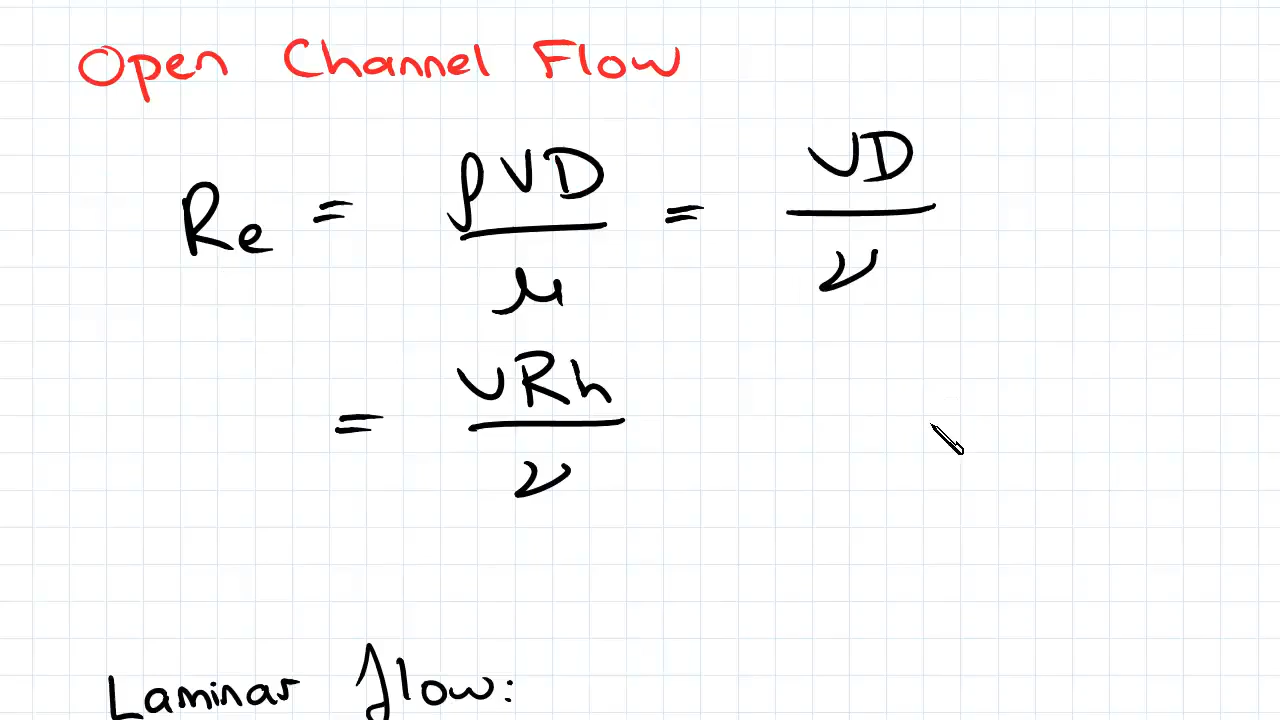 Open Channel Flow
Re = ρVD/μ = VD/ν
= VRh/ν
Laminar flow: